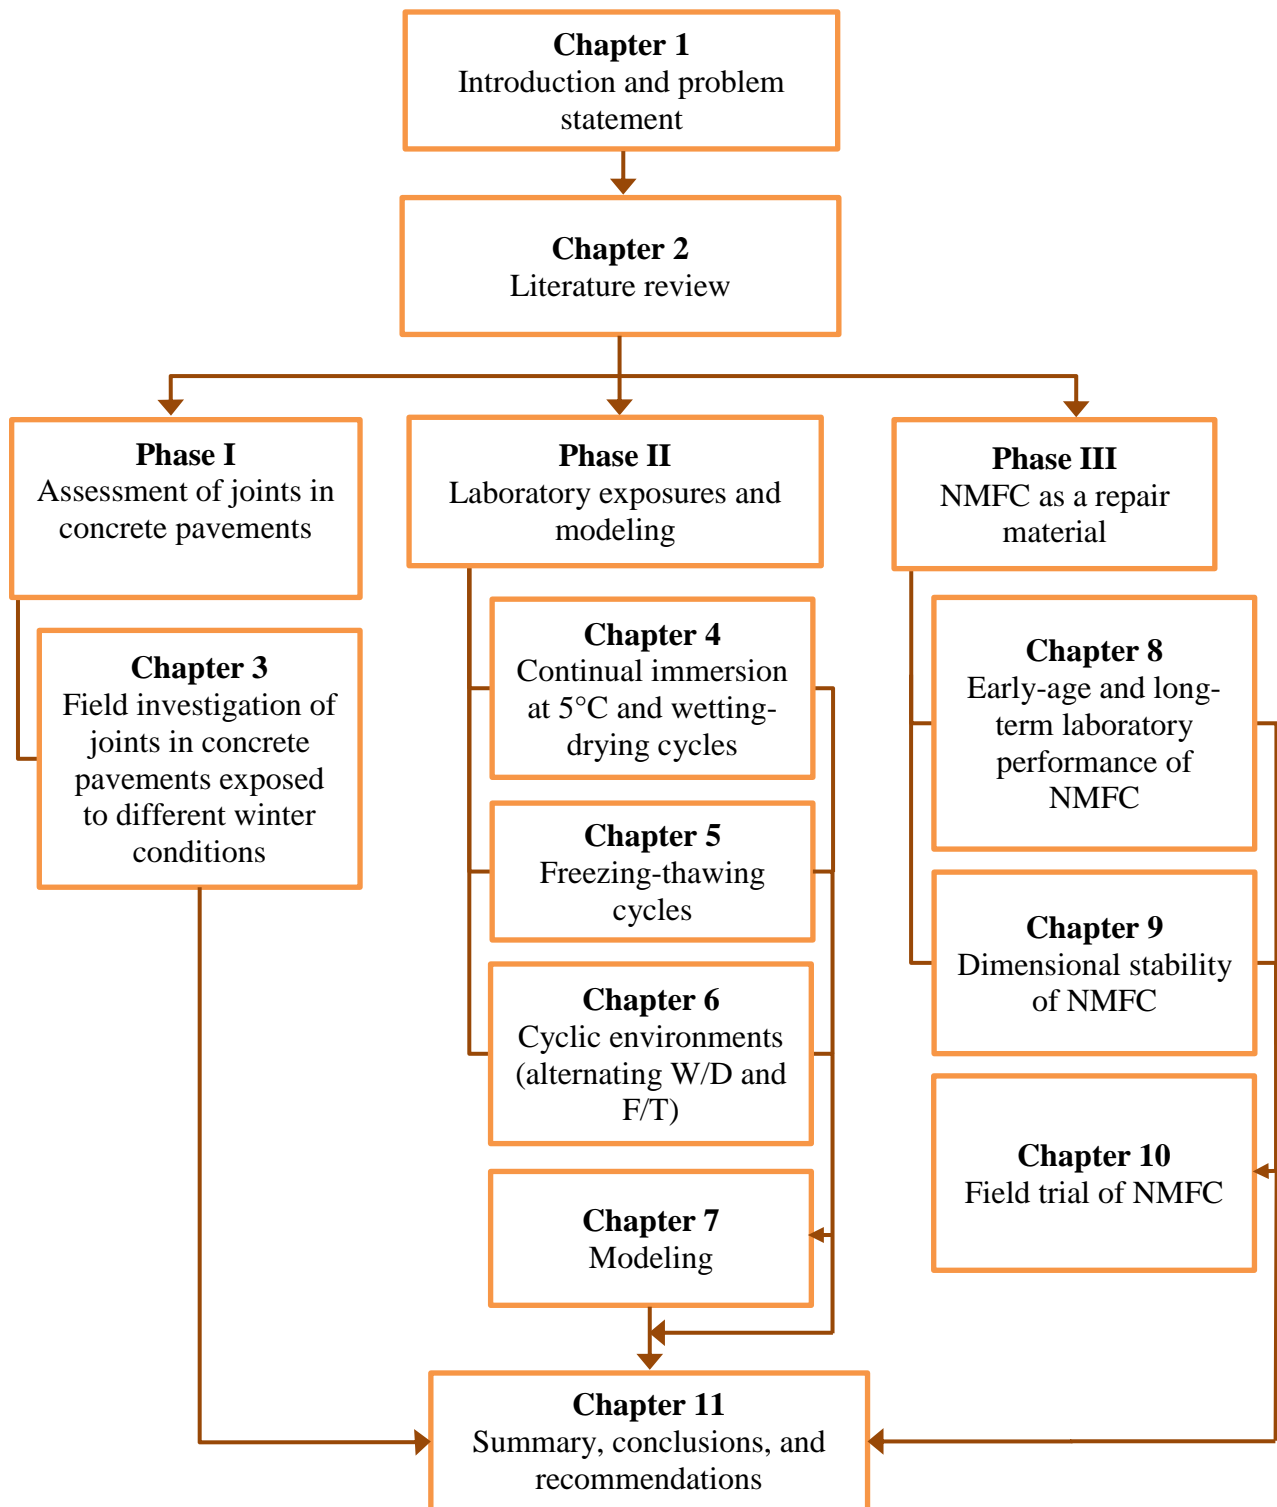 Chapter 1
Introduction and problem
statement
Chapter 2
Literature review
Phase I
Assessment of joints in
concrete pavements
Phase II
Laboratory exposures and
modeling
Phase III
NMFC as a repair
material
Chapter 3
Field investigation of
joints in concrete
pavements exposed
to different winter
conditions
Chapter 4
Continual immersion
at 5°C and wetting-
drying cycles
Chapter 5
Freezing-thawing
cycles
Chapter 6
Cyclic environments
(alternating W/D and
F/T)
Chapter 7
Modeling
Chapter 8
Early-age and long-
term laboratory
performance of
NMFC
Chapter 9
Dimensional stability
of NMFC
Chapter 10
Field trial of NMFC
Chapter 11
Summary, conclusions, and
recommendations